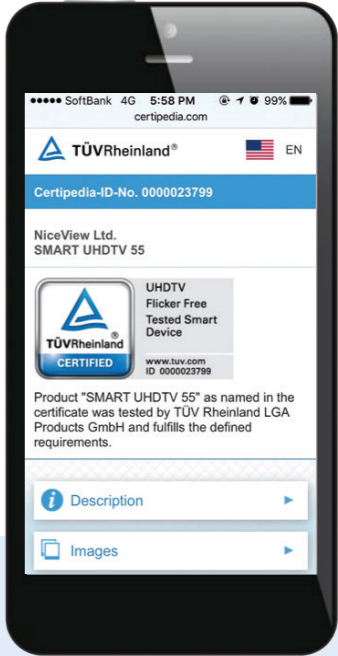 SoftBank 4G 5:58 PM 99%
certipedia.com
TÜVRheinland® EN
Certipedia-ID-No. 0000023799
NiceView Ltd.
SMART UHDTV 55
UHDTV
Flicker Free
Tested Smart
Device
TÜVRheinland®
CERTIFIED
www.tuv.com
ID 0000023799
Product "SMART UHDTV 55" as named in the
certificate was tested by TÜV Rheinland LGA
Products GmbH and fulfills the defined
requirements.
Description
Images